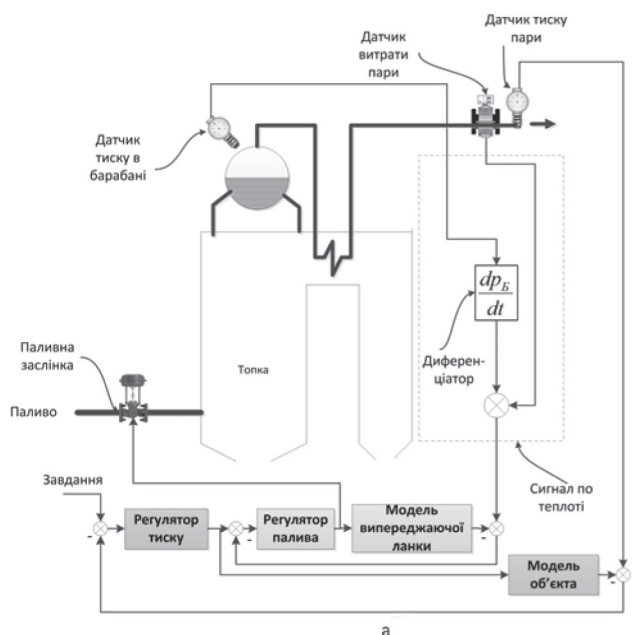 Датчик
витрати
пари
Датчик тиску
пари
Датчик
тиску в
барабані
dpБ
dt
Диферен-
ціатор
Паливна
заслінка
Топка
Паливо
Сигнал по
теплоті
Завдання
-
Регулятор
тиску
-
Регулятор
палива
Модель
випереджаючої
ланки
-
Модель
об’єкта
-
а